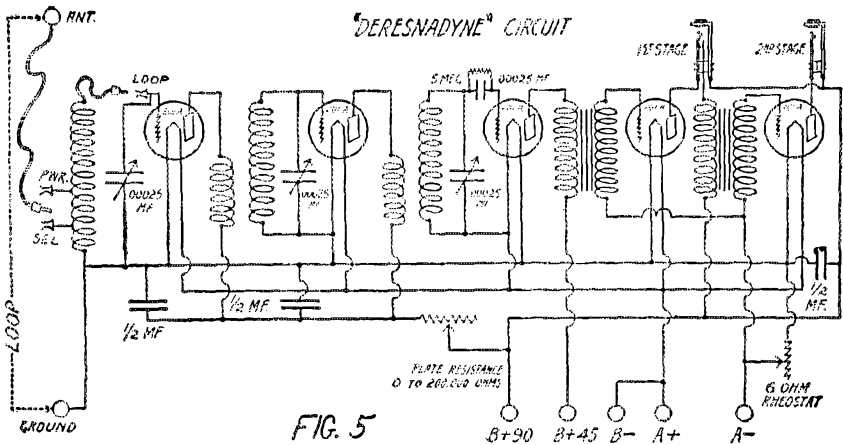 "DERESNADYNE" CIRCUIT
ANT.
LOOP
PWR.
SEL
.00025 MF
.00025 MF
5 MEG
.00025 MF
.00025 MF
1ST STAGE
2ND STAGE
1/2 MF.
1/2 MF.
1/2 MF.
LOOP
GROUND
PLATE RESISTANCE
0 TO 200.000 OHMS
6 OHM
RHEOSTAT
FIG. 5
B+90
B+45
B-
A+
A-